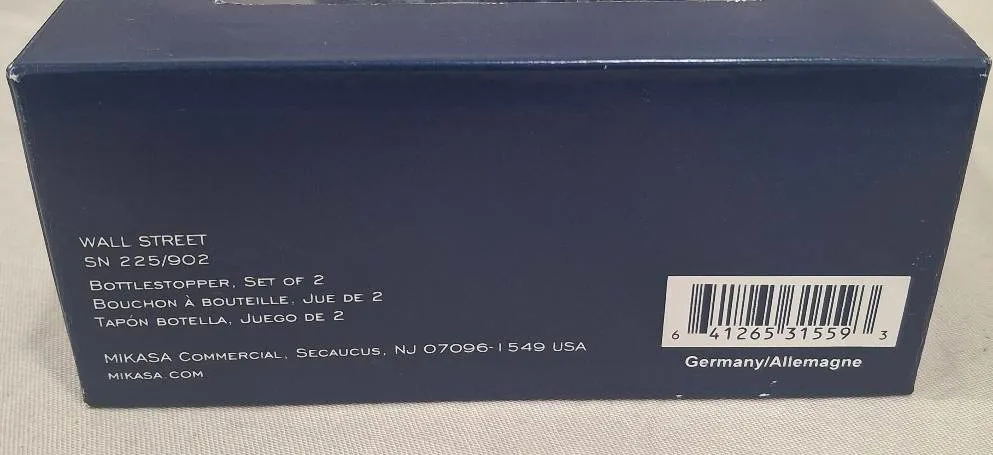 WALL STREET
SN 225/902
BOTTLESTOPPER, SET OF 2
BOUCHON À BOUTEILLE, JUE DE 2
TAPÓN BOTELLA, JUEGO DE 2
MIKASA COMMERCIAL, SECAUCUS, NJ 07096-1549 USA
MIKASA.COM
6 41265 31559 3
Germany/Allemagne